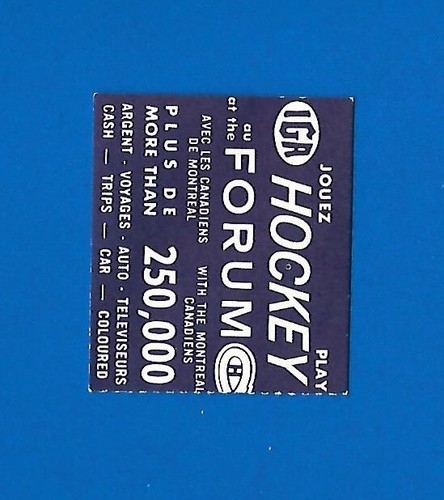 IGA JOUEZ PLAY
HOCKEY
au
at the FORUM
AVEC LES CANADIENS WITH THE MONTREAL
DE MONTREAL CANADIENS
PLUS DE
MORE THAN 250,000
ARGENT - VOYAGES - AUTO - TELEVISEURS
CASH — TRIPS — CAR — COLOURED